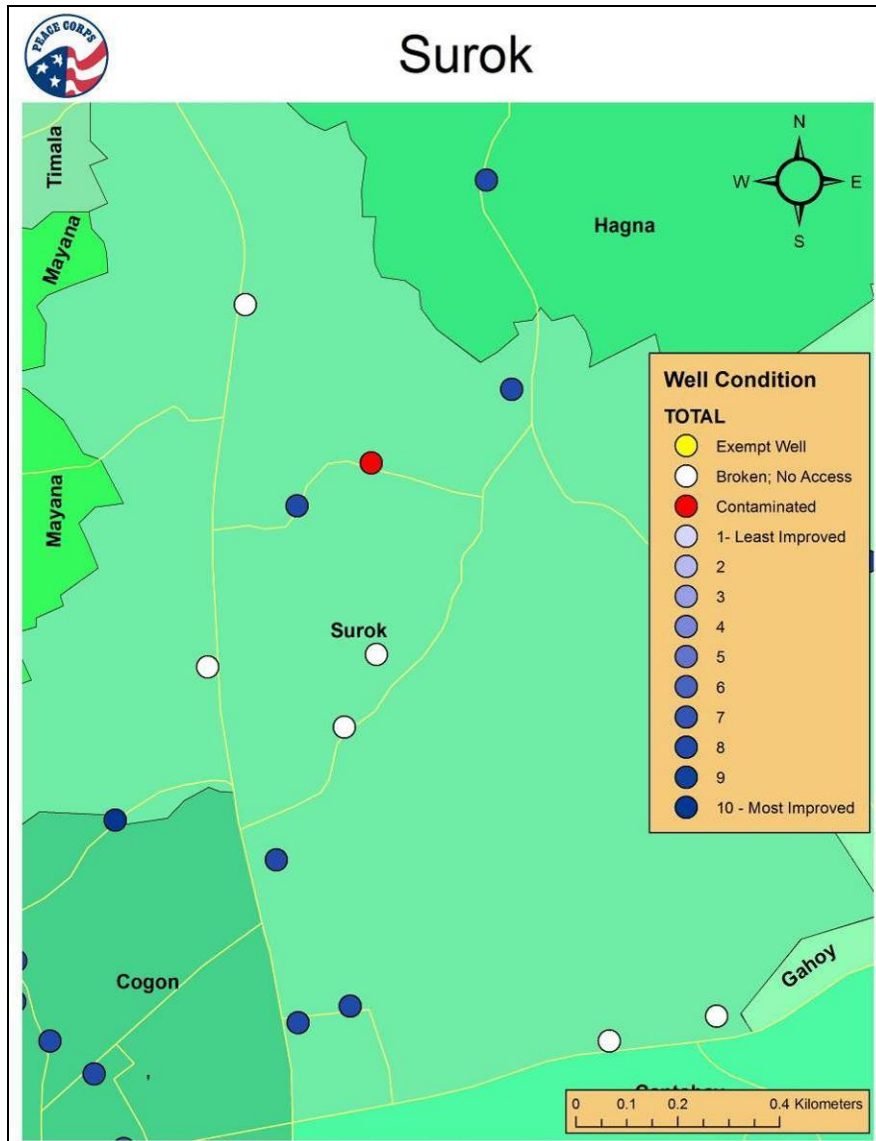 PEACE CORPS
Surok
Timala
Mayana
Hagna
N
W E
S
Mayana
Well Condition
TOTAL
Exempt Well
Broken; No Access
Contaminated
1- Least Improved
2
3
4
5
6
7
8
9
10 - Most Improved
Surok
Cogon
Gahoy
0 0.1 0.2 0.4 Kilometers